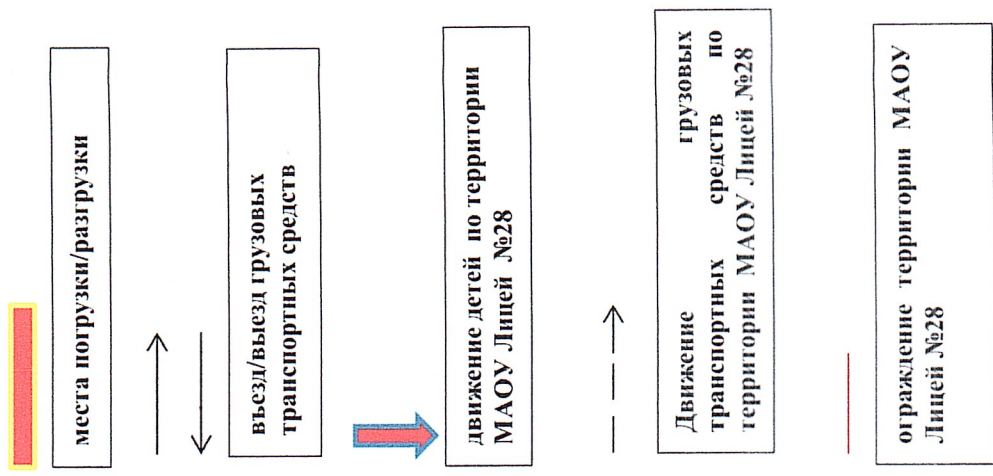 места погрузки/разгрузки
въезд/выезд грузовых
транспортных средств
движение детей по территории
МАОУ Лицей №28
Движение грузовых
транспортных средств по
территории МАОУ Лицей №28
ограждение территории МАОУ
Лицей №28